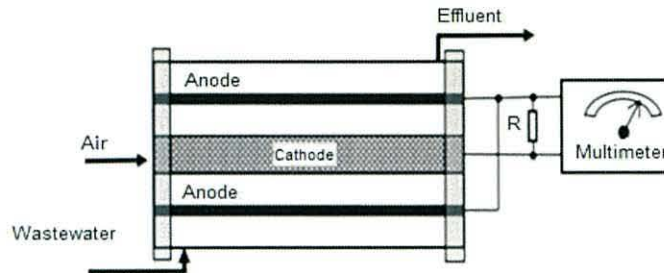 Effluent
Anode
Air
Cathode
R
Multimeter
Anode
Wastewater